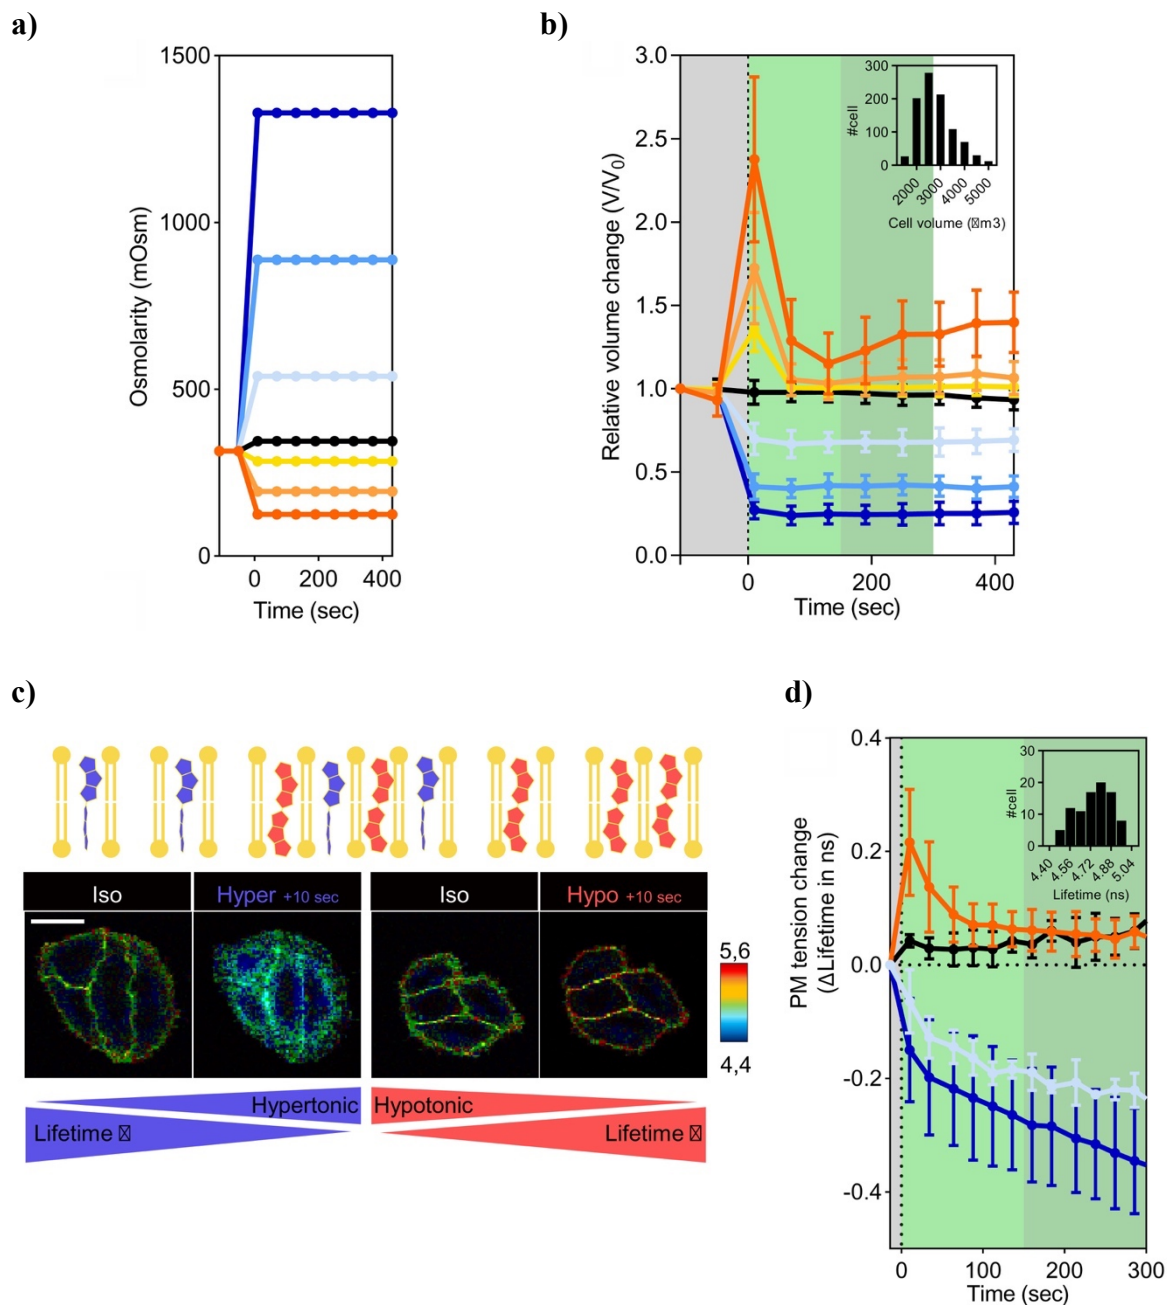 a)
1500
1000
500
0
Osmolarity (mOsm)
0 200 400
Time (sec)
b)
3.0
2.5
2.0
1.5
1.0
0.5
0.0
Relative volume change (V/V0)
0 200 400
Time (sec)
300
200
100
0
#cell
2000 3000 4000 5000
Cell volume (□m3)
c)
Iso
Hyper +10 sec
Iso
Hypo +10 sec
5,6
4,4
Hypertonic
Lifetime □
Hypotonic
Lifetime □
d)
0.4
0.2
0.0
-0.2
-0.4
PM tension change
(ΔLifetime in ns)
0 100 200 300
Time (sec)
30
20
10
0
#cell
4.40 4.56 4.72 4.88 5.04
Lifetime (ns)